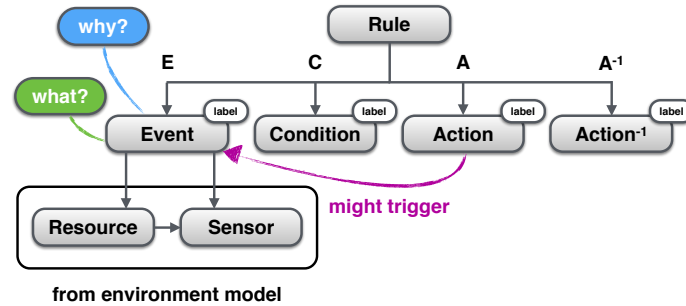 why?
Rule
E
C
A
A-1
what?
label
label
label
label
Event
Condition
Action
Action-1
might trigger
Resource
Sensor
from environment model